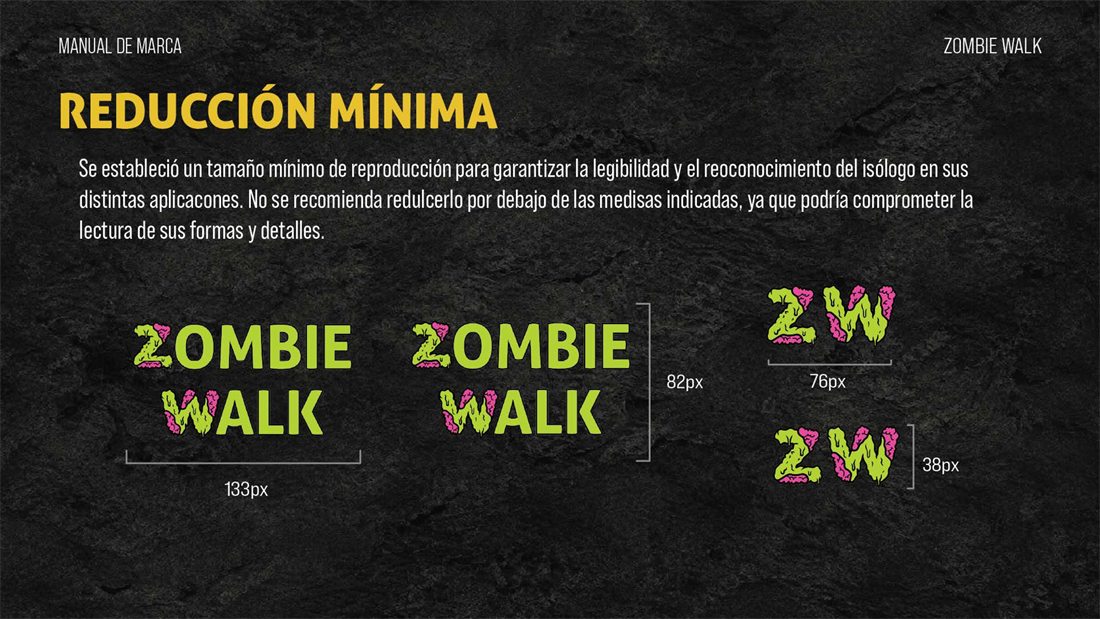 MANUAL DE MARCA
ZOMBIE WALK
REDUCCIÓN MÍNIMA
Se estableció un tamaño mínimo de reproducción para garantizar la legibilidad y el reoconocimiento del isólogo en sus
distintas aplicacones. No se recomienda redulcerlo por debajo de las medisas indicadas, ya que podría comprometer la
lectura de sus formas y detalles.
ZOMBIE
WALK
133px
ZOMBIE
WALK
82px
ZW
76px
ZW
38px